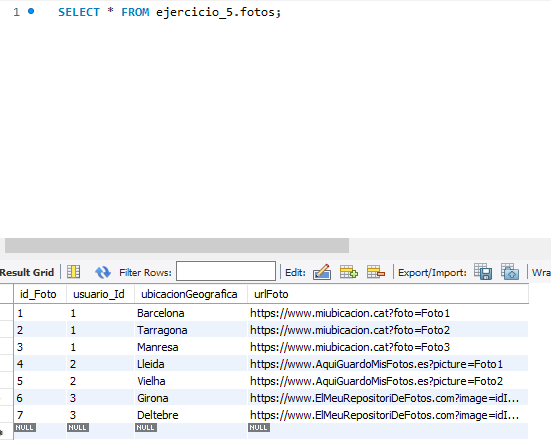 1 SELECT * FROM ejercicio_5.fotos;
Result Grid Filter Rows: Edit: Export/Import: Wra
id_Foto usuario_Id ubicacionGeografica urlFoto
1 1 Barcelona https://www.miubicacion.cat?foto=Foto1
2 1 Tarragona https://www.miubicacion.cat?foto=Foto2
3 1 Manresa https://www.miubicacion.cat?foto=Foto3
4 2 Lleida https://www.AquiGuardoMisFotos.es?picture=Foto1
5 2 Vielha https://www.AquiGuardoMisFotos.es?picture=Foto2
6 3 Girona https://www.ElMeuRepositoriDeFotos.com?image=idI...
7 3 Deltebre https://www.ElMeuRepositoriDeFotos.com?image=idI...
NULL NULL NULL NULL